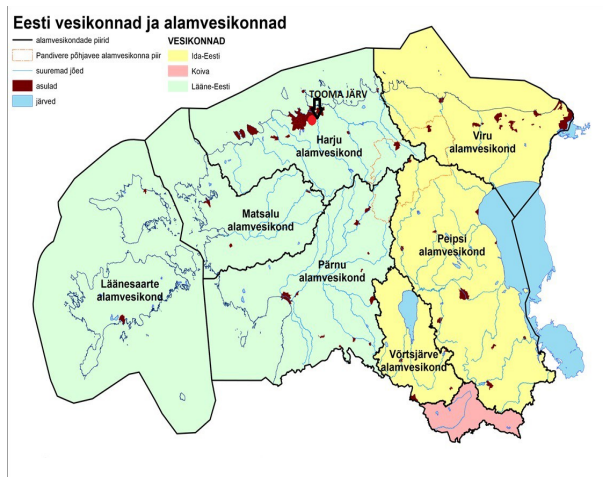 Eesti vesikonnad ja alamvesikonnad
alamvesikondade piirid
Pandivere põhjavee alamvesikonna piir
suuremad jõed
asulad
järved
VESIKONNAD
Ida-Eesti
Koiva
Lääne-Eesti
TOOMA JÄRV
Harju
alamvesikond
Viru
alamvesikond
Matsalu
alamvesikond
Peipsi
alamvesikond
Pärnu
alamvesikond
Läänesaarte
alamvesikond
Võrtsjärve
alamvesikond